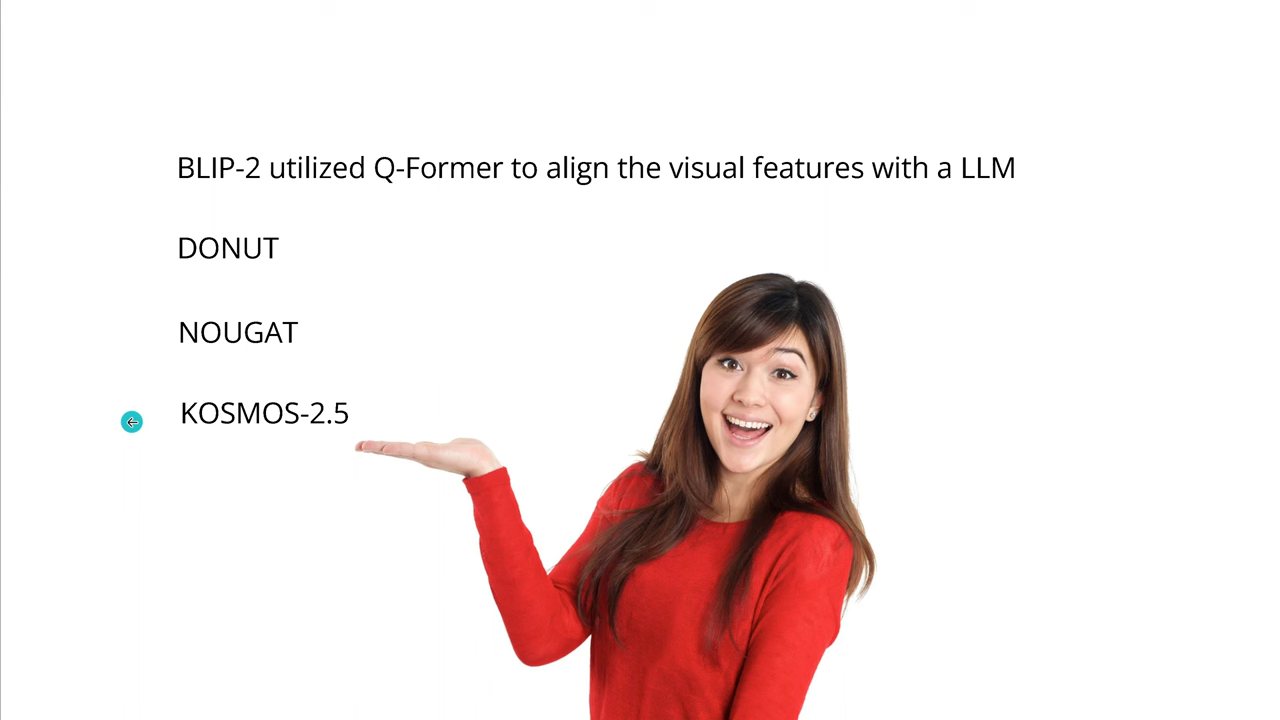 BLIP-2 utilized Q-Former to align the visual features with a LLM
DONUT
NOUGAT
KOSMOS-2.5